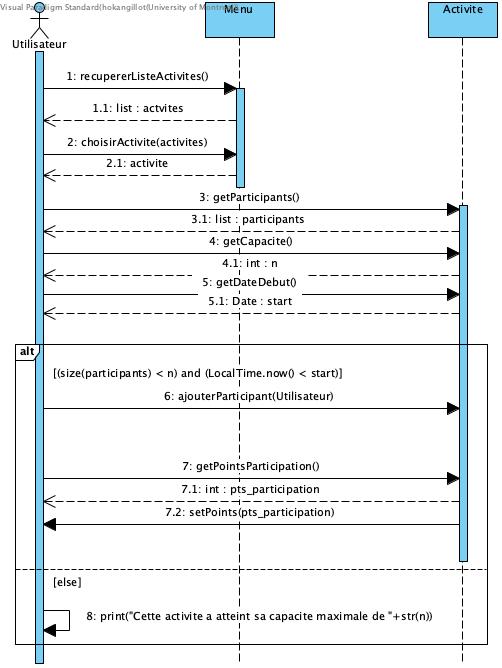 Visual Paradigm Standard(hokangillot(University of Montreal
Menu
Activite
Utilisateur
1: recupererListeActivites()
1.1: list : actvites
2: choisirActivite(activites)
2.1: activite
3: getParticipants()
3.1: list : participants
4: getCapacite()
4.1: int : n
5: getDateDebut()
5.1: Date : start
alt
[(size(participants) < n) and (LocalTime.now() < start)]
6: ajouterParticipant(Utilisateur)
7: getPointsParticipation()
7.1: int : pts_participation
7.2: setPoints(pts_participation)
[else]
8: print("Cette activite a atteint sa capacite maximale de "+str(n))